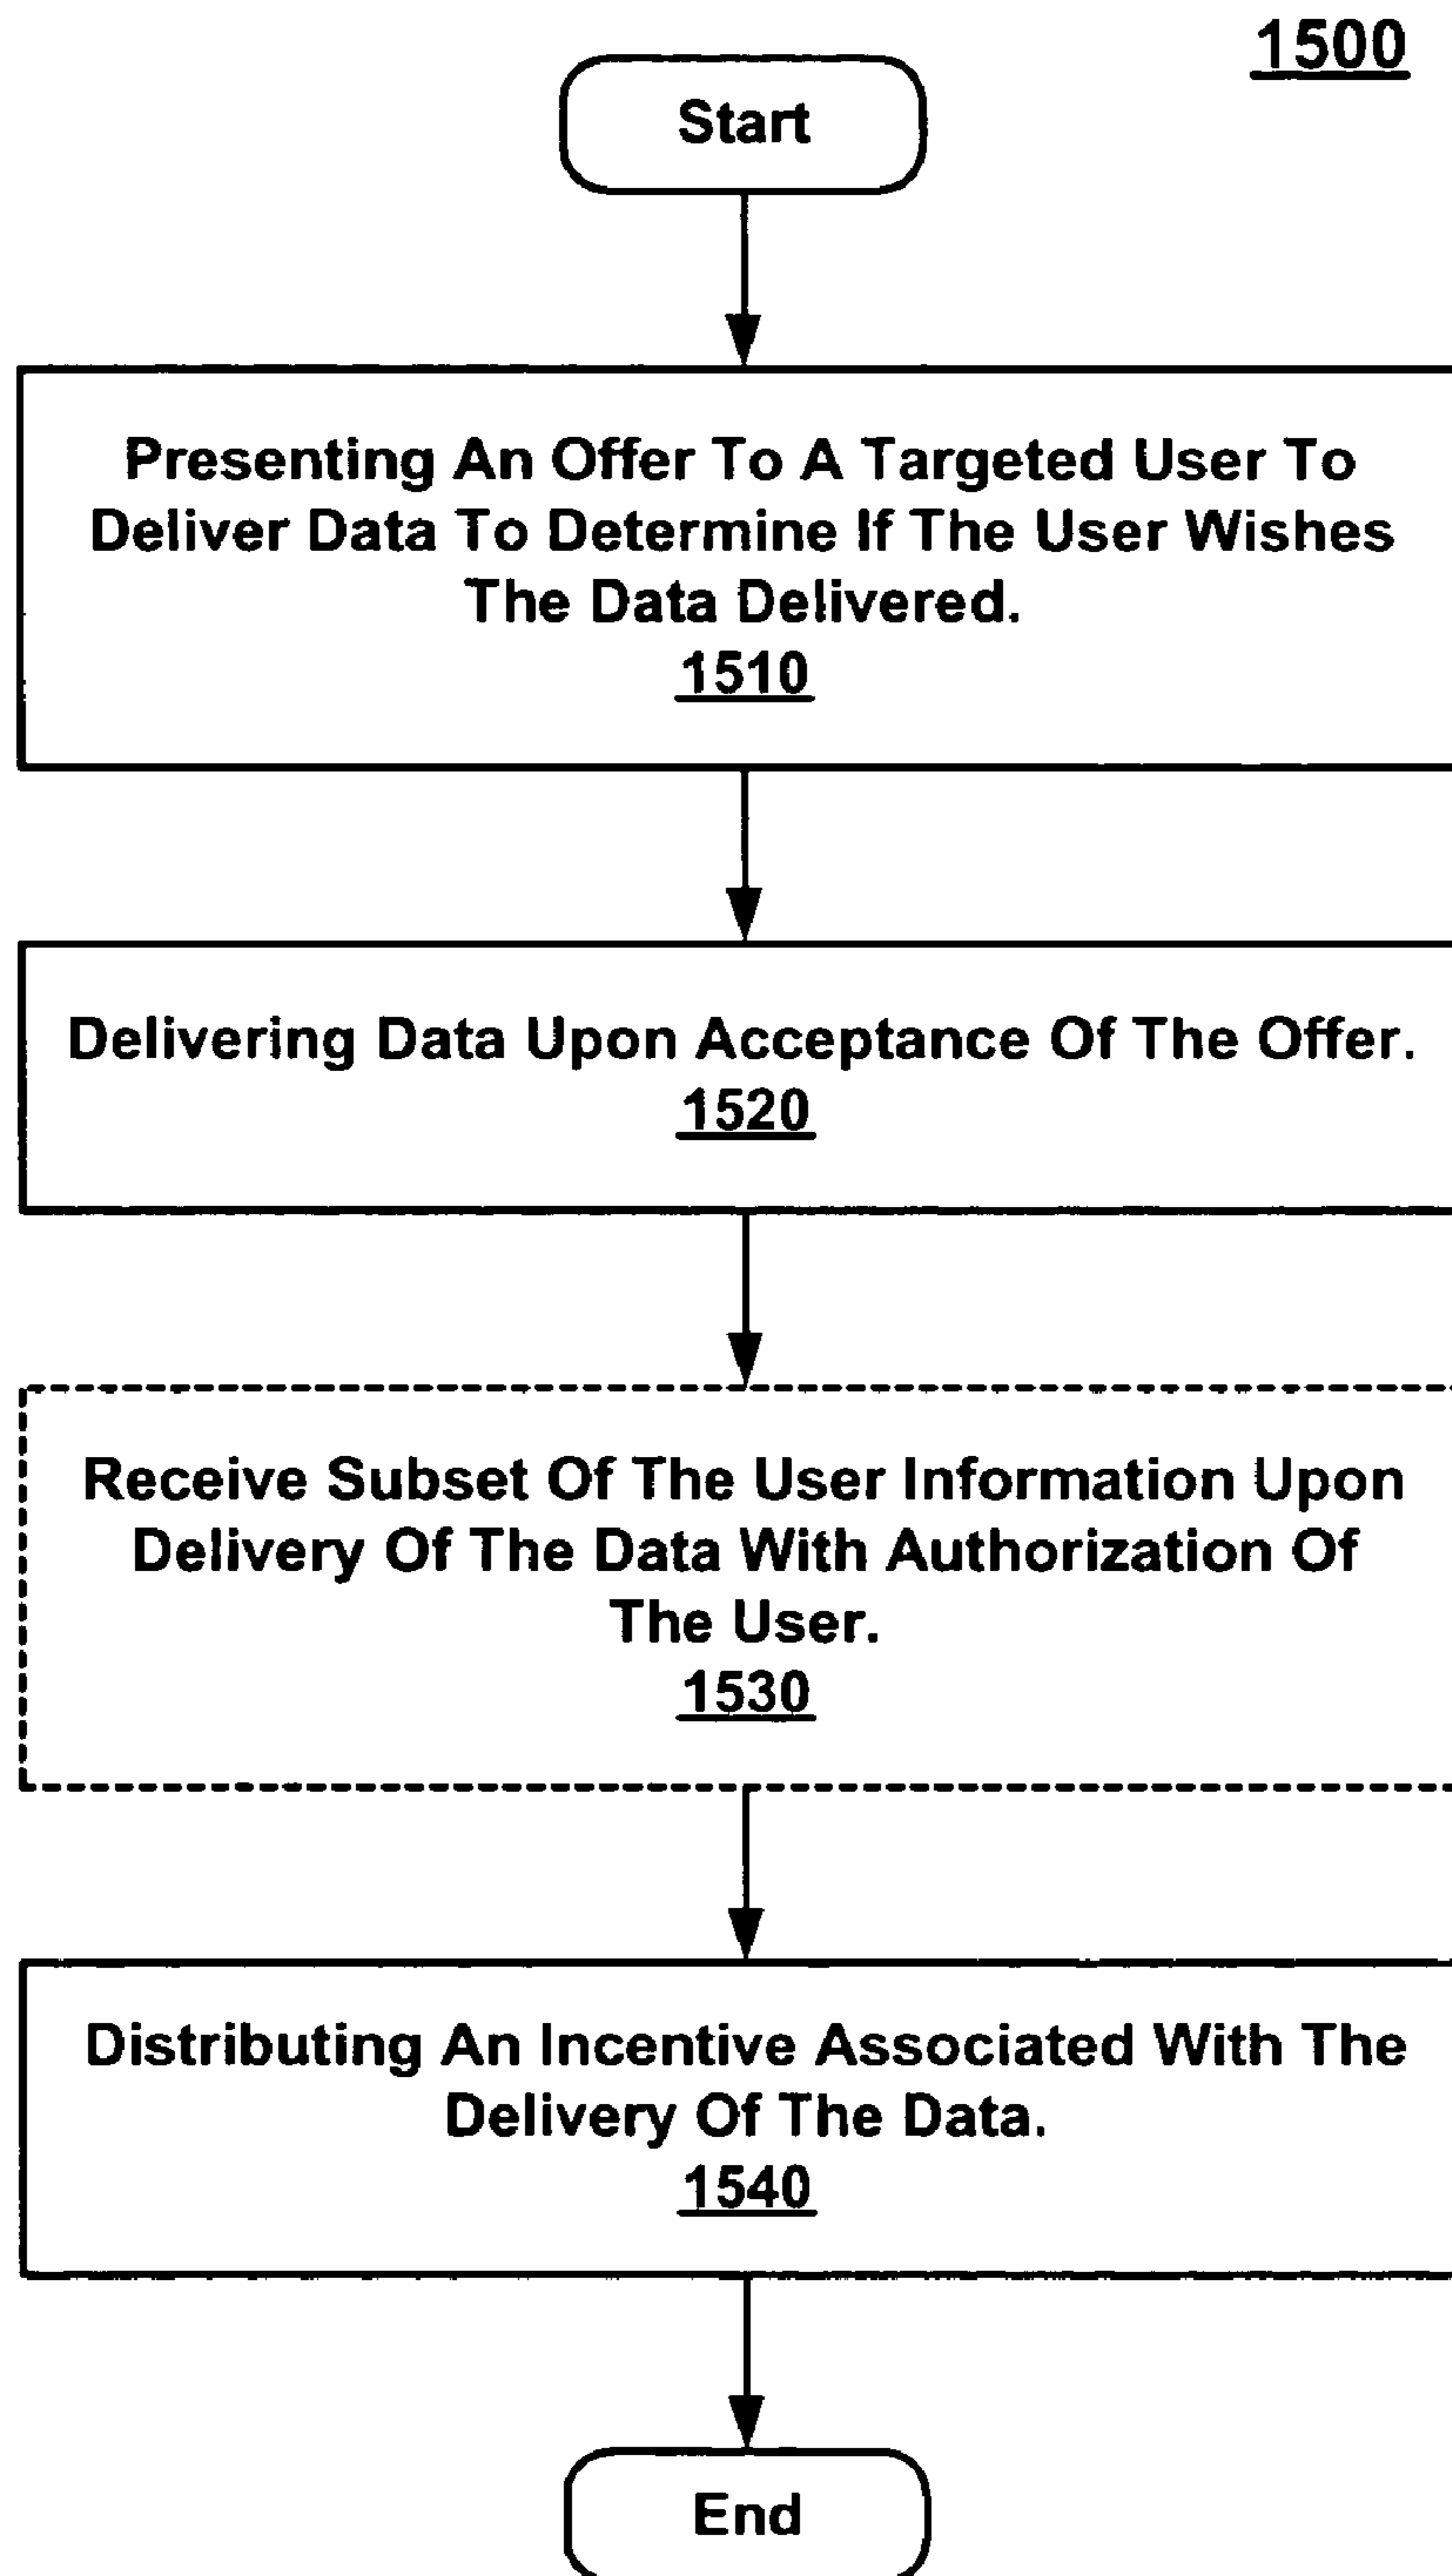 1500
Start
Presenting An Offer To A Targeted User To
Deliver Data To Determine If The User Wishes
The Data Delivered.
1510
Delivering Data Upon Acceptance Of The Offer.
1520
Receive Subset Of The User Information Upon
Delivery Of The Data With Authorization Of
The User.
1530
Distributing An Incentive Associated With The
Delivery Of The Data.
1540
End